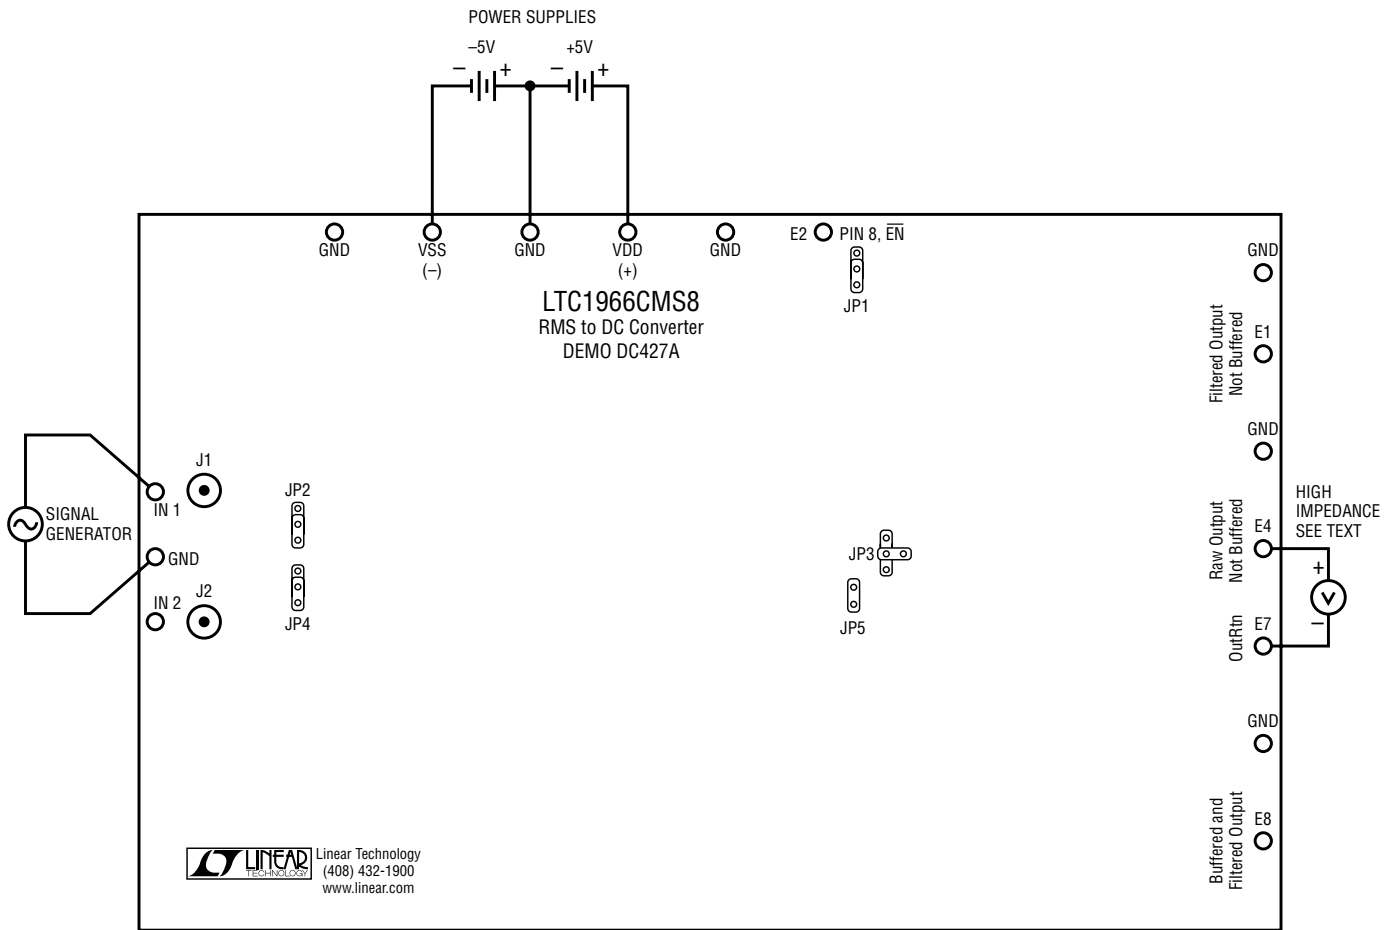 POWER SUPPLIES
–5V
+5V
– + – +
GND
VSS
(–)
GND
VDD
(+)
GND
E2
PIN 8, E̅N̅
JP1
LTC1966CMS8
RMS to DC Converter
DEMO DC427A
GND
Filtered Output
Not Buffered
E1
GND
SIGNAL
GENERATOR
IN 1
J1
GND
IN 2
J2
JP2
JP4
JP3
JP5
Raw Output
Not Buffered
E4
HIGH
IMPEDANCE
SEE TEXT
+
V
–
OutRtn
E7
GND
Buffered and
Filtered Output
E8
LINEAR
TECHNOLOGY
Linear Technology
(408) 432-1900
www.linear.com